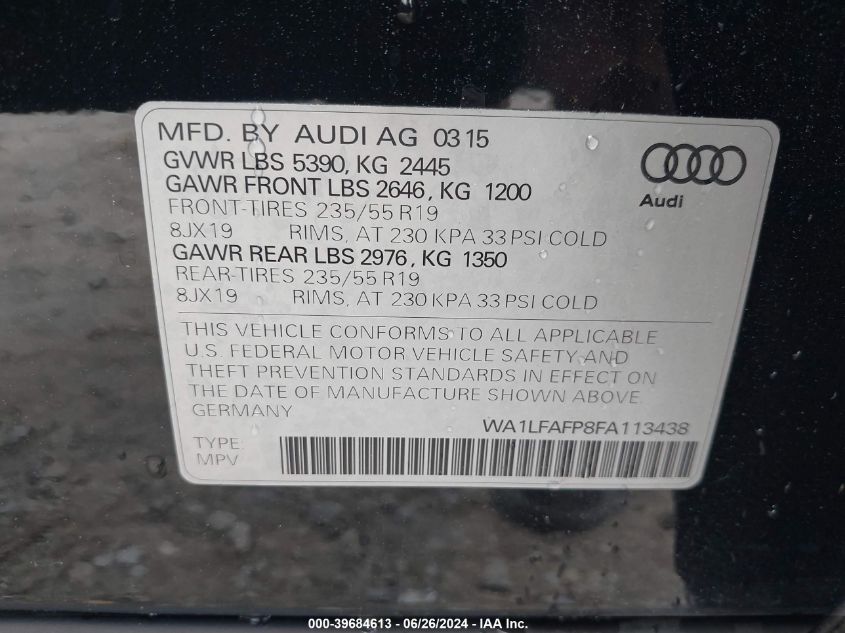 MFD. BY AUDI AG 03 15
GVWR LBS 5390, KG 2445
GAWR FRONT LBS 2646, KG 1200
FRONT-TIRES 235/55 R19
8JX19 RIMS, AT 230 KPA 33 PSI COLD
GAWR REAR LBS 2976, KG 1350
REAR-TIRES 235/55 R19
8JX19 RIMS, AT 230 KPA 33 PSI COLD
Audi
THIS VEHICLE CONFORMS TO ALL APPLICABLE
U.S. FEDERAL MOTOR VEHICLE SAFETY AND
THEFT PREVENTION STANDARDS IN EFFECT ON
THE DATE OF MANUFACTURE SHOWN ABOVE.
GERMANY
WA1LFAFP8FA113438
TYPE:
MPV
000-39684613 / 06/26/2024 - IAA Inc.